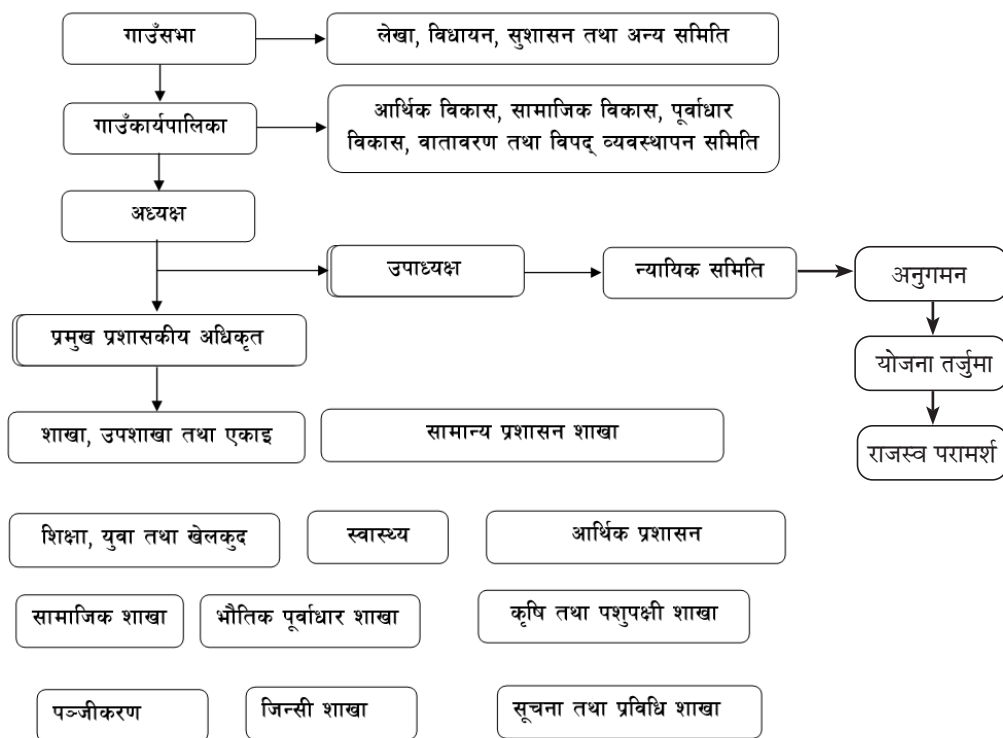 गाउँसभा
लेखा, विधायन, सुशासन तथा अन्य समिति
गाउँकार्यपालिका
आर्थिक विकास, सामाजिक विकास, पूर्वाधार
विकास, वातावरण तथा विपद् व्यवस्थापन समिति
अध्यक्ष
उपाध्यक्ष
न्यायिक समिति
अनुगमन
प्रमुख प्रशासकीय अधिकृत
योजना तर्जुमा
शाखा, उपशाखा तथा एकाइ
सामान्य प्रशासन शाखा
राजस्व परामर्श
शिक्षा, युवा तथा खेलकुद
स्वास्थ्य
आर्थिक प्रशासन
सामाजिक शाखा
भौतिक पूर्वाधार शाखा
कृषि तथा पशुपक्षी शाखा
पञ्जीकरण
जिन्सी शाखा
सूचना तथा प्रविधि शाखा